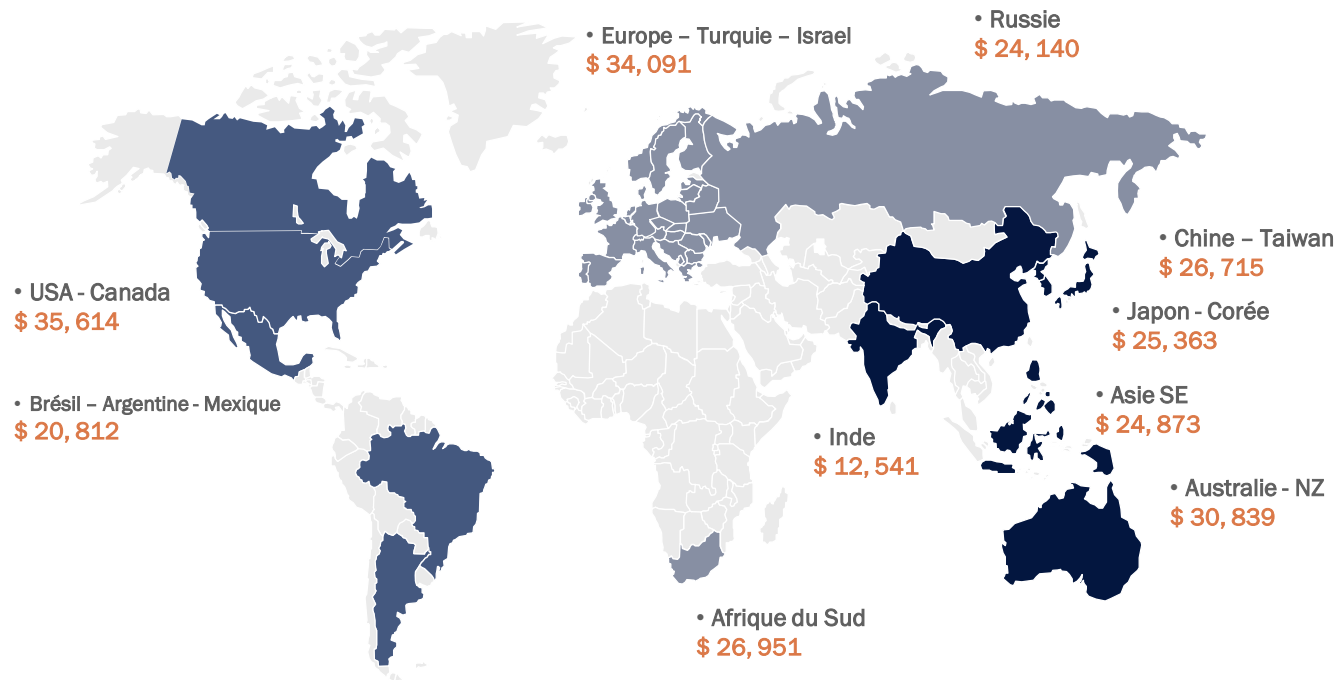 • Russie
$ 24, 140
• Europe – Turquie – Israel
$ 34, 091
• Chine – Taiwan
$ 26, 715
• USA - Canada
$ 35, 614
• Japon - Corée
$ 25, 363
• Brésil – Argentine - Mexique
$ 20, 812
• Asie SE
$ 24, 873
• Inde
$ 12, 541
• Australie - NZ
$ 30, 839
• Afrique du Sud
$ 26, 951